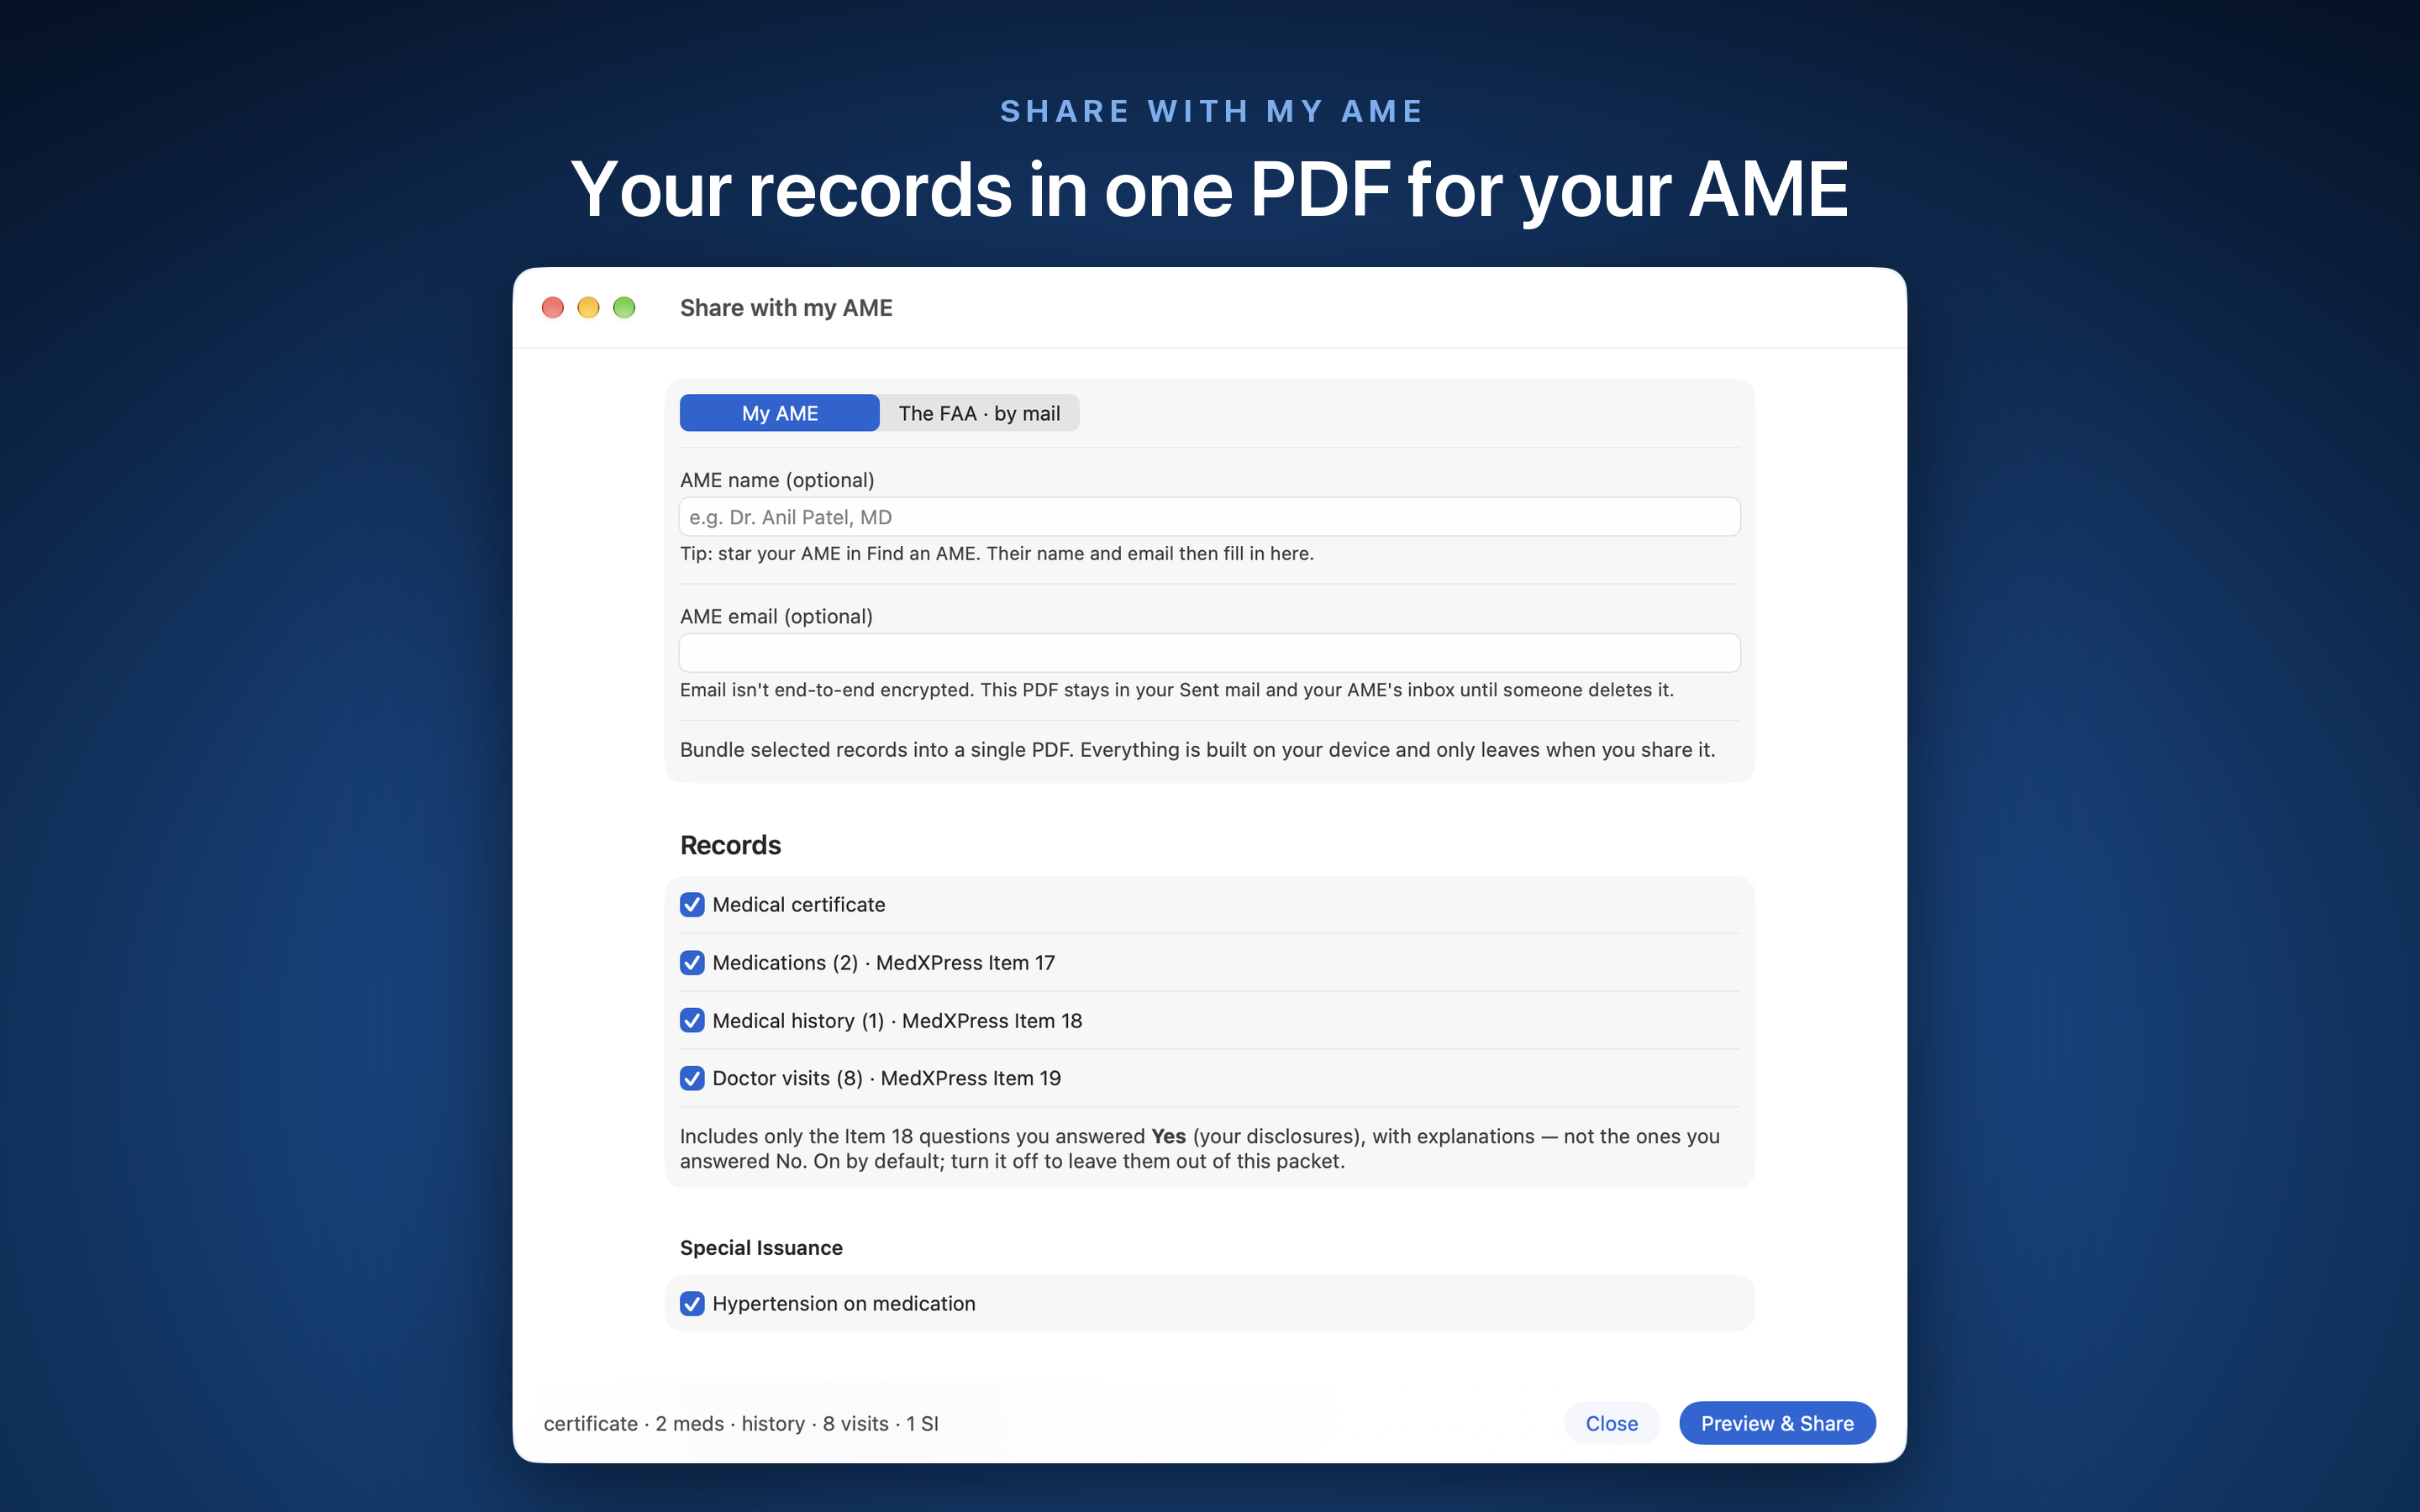 SHARE WITH MY AME
Your records in one PDF for your AME
Share with my AME
My AME
The FAA · by mail
AME name (optional)
e.g. Dr. Anil Patel, MD
Tip: star your AME in Find an AME. Their name and email then fill in here.
AME email (optional)
Email isn't end-to-end encrypted. This PDF stays in your Sent mail and your AME's inbox until someone deletes it.
Bundle selected records into a single PDF. Everything is built on your device and only leaves when you share it.
Records
Medical certificate
Medications (2) · MedXPress Item 17
Medical history (1) · MedXPress Item 18
Doctor visits (8) · MedXPress Item 19
Includes only the Item 18 questions you answered Yes (your disclosures), with explanations — not the ones you
answered No. On by default; turn it off to leave them out of this packet.
Special Issuance
Hypertension on medication
certificate · 2 meds · history · 8 visits · 1 SI
Close
Preview & Share